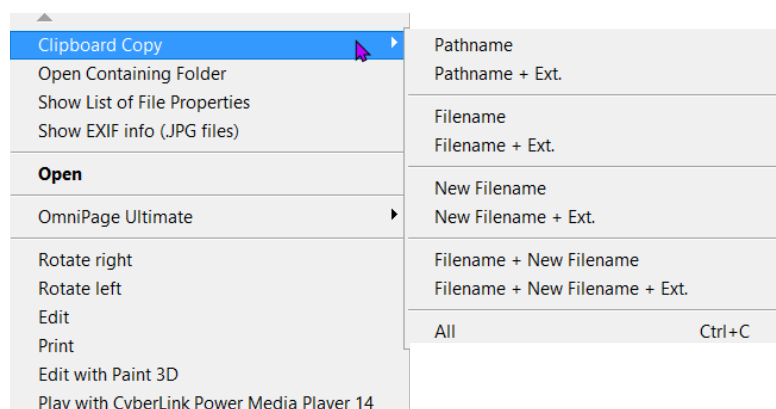 Clipboard Copy
Open Containing Folder
Show List of File Properties
Show EXIF info (JPG files)
Open
OmniPage Ultimate
Rotate right
Rotate left
Edit
Print
Edit with Paint 3D
Play with CyberLink Power Media Player 14
Pathname
Pathname + Ext.
Filename
Filename + Ext.
New Filename
New Filename + Ext.
Filename + New Filename
Filename + New Filename + Ext.
All Ctrl+C